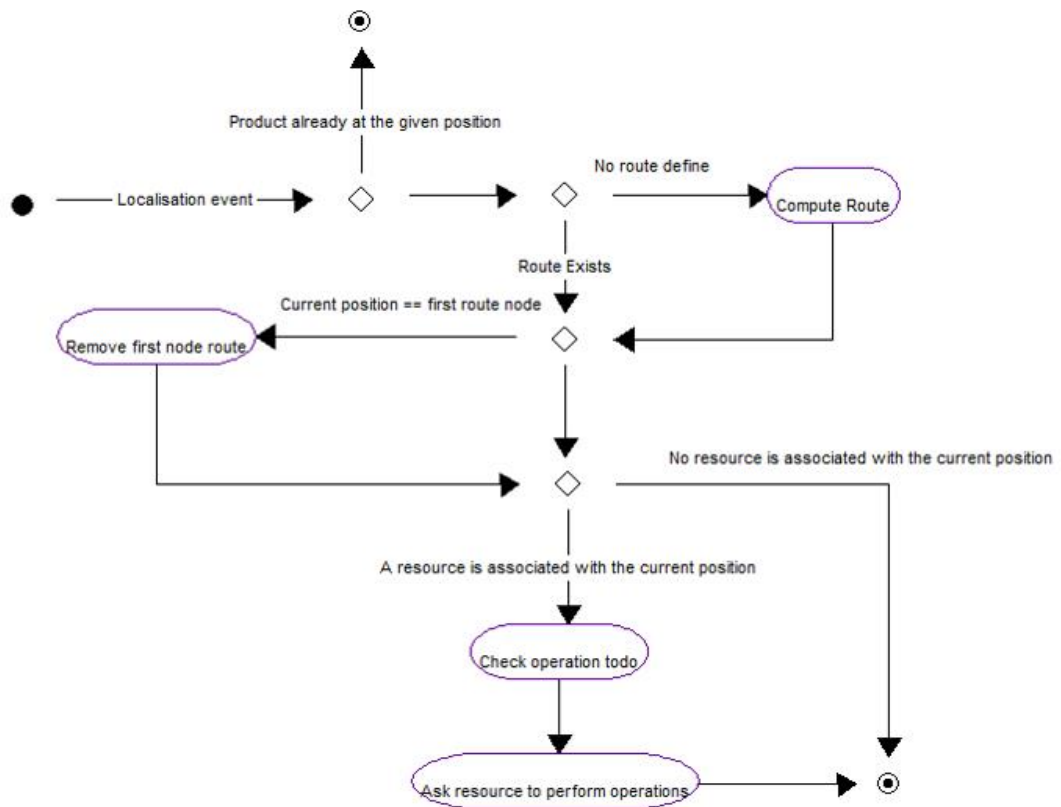 Product already at the given position
No route define
Localisation event
Compute Route
Route Exists
Current position == first route node
Remove first node route
No resource is associated with the current position
A resource is associated with the current position
Check operation todo
Ask resource to perform operations